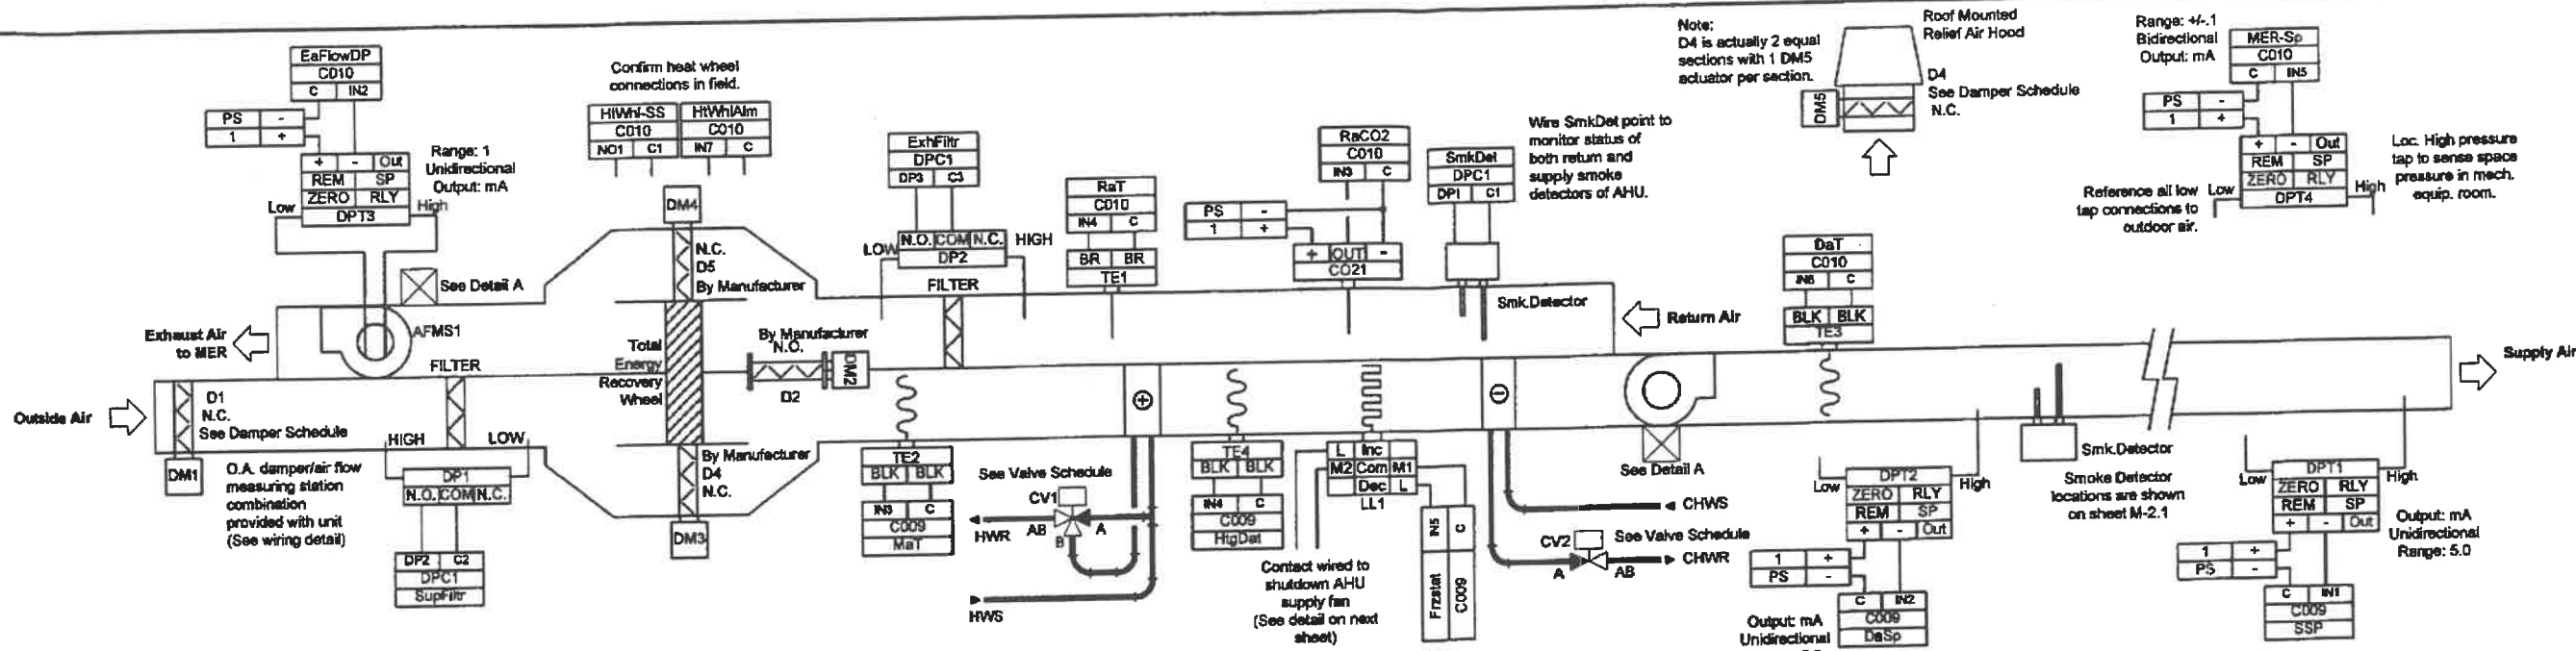 EaFlowDP
C010
C IN2
PS -
1 +
+ - Out
REM SP
ZERO RLY
DPT3
Low
High
Range: 1
Unidirectional
Output: mA
See Detail A
AFMS1
Exhaust Air
to MER
FILTER
Outside Air
D1
N.C.
See Damper Schedule
DM1
O.A. damper/air flow
measuring station
combination
provided with unit
(See wiring detail)
HIGH
LOW
DP1
N.O. COM N.C.
DP2 C2
DPC1
SupFiltr
Confirm heat wheel
connections in field.
HtWhl-SS
C010
NO1 C1
HtWhlAlm
C010
IN7 C
DM4
N.C.
D5
By Manufacturer
Total
Energy
Recovery
Wheel
By Manufacturer
N.O.
D2
DM2
By Manufacturer
D4
N.C.
DM3
ExhFiltr
DPC1
DP3 C3
LOW
N.O. COM N.C.
HIGH
DP2
FILTER
RaT
C010
IN4 C
BR BR
TE1
RaCO2
C010
IN3 C
PS -
1 +
+ OUT -
CO21
SmkDet
DPC1
DP1 C1
Wire SmkDet point to
monitor status of
both return and
supply smoke
detectors of AHU.
Smk.Detector
Return Air
Note:
D4 is actually 2 equal
sections with 1 DM5
actuator per section.
Roof Mounted
Relief Air Hood
DM5
D4
See Damper Schedule
N.C.
Range: +/-.1
Bidirectional
Output: mA
MER-Sp
C010
C IN5
PS -
1 +
+ - Out
REM SP
ZERO RLY
DPT4
Low
High
Reference all low
tap connections to
outdoor air.
Loc. High pressure
tap to sense space
pressure in mech.
equip. room.
DaT
C010
IN6 C
BLK BLK
TE3
Supply Air
TE2
BLK BLK
IN3 C
C009
MaT
See Valve Schedule
CV1
HWR
AB
A
B
HWS
TE4
BLK BLK
IN4 C
C009
HtgDat
L Inc
M2 Com M1
Dec L
LL1
Contact wired to
shutdown AHU
supply fan
(See detail on next
sheet)
IN5 C
Frzstat C009
See Detail A
CHWS
CV2
See Valve Schedule
A
AB
CHWR
Low
High
DPT2
ZERO RLY
REM SP
+ - Out
1 +
PS -
C IN2
C009
DaSp
Output: mA
Unidirectional
Smk.Detector
Smoke Detector
locations are shown
on sheet M-2.1
Low
High
DPT1
ZERO RLY
REM SP
+ - Out
1 +
PS -
C IN1
C009
SSP
Output: mA
Unidirectional
Range: 5.0